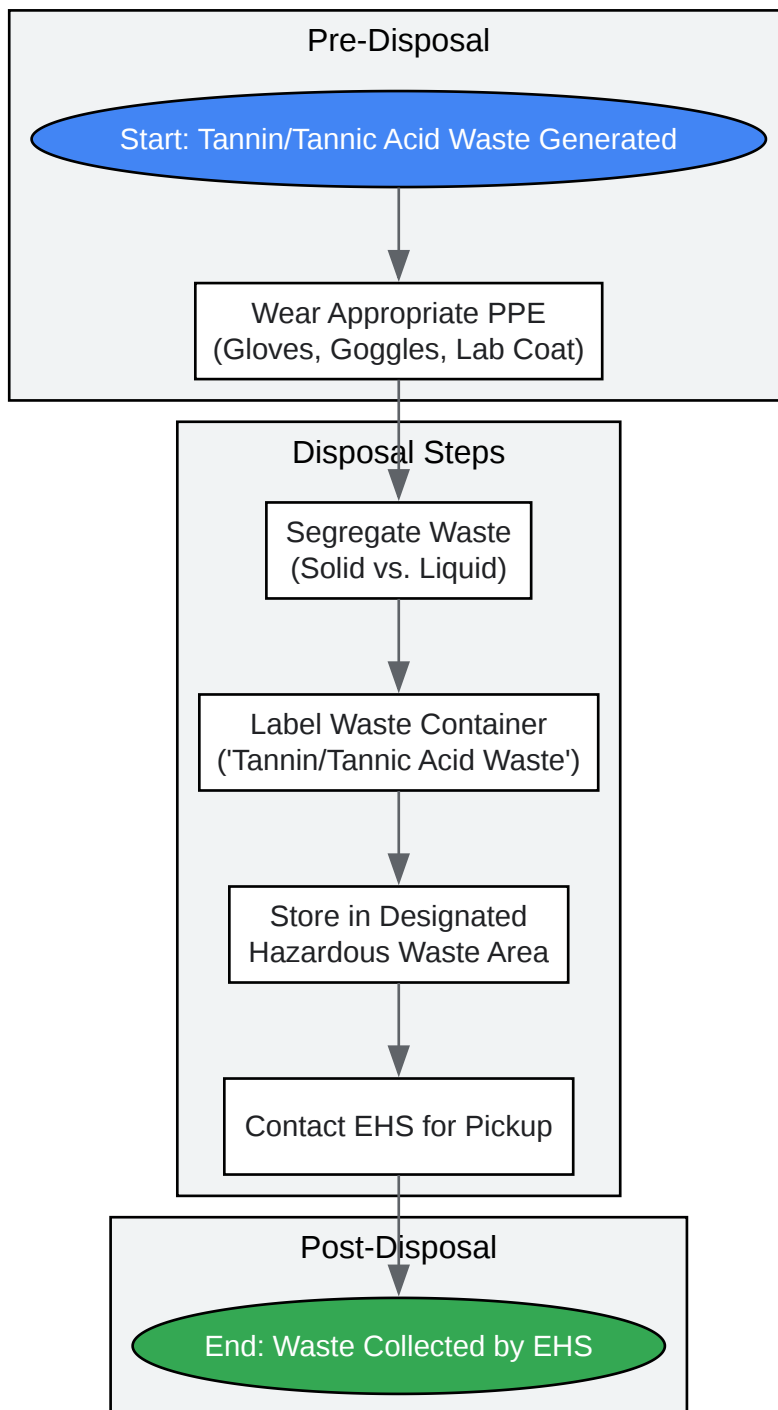 Pre-Disposal
Start: Tannin/Tannic Acid Waste Generated
Wear Appropriate PPE
(Gloves, Goggles, Lab Coat)
Disposal Steps
Segregate Waste
(Solid vs. Liquid)
Label Waste Container
('Tannin/Tannic Acid Waste')
Store in Designated
Hazardous Waste Area
Contact EHS for Pickup
Post-Disposal
End: Waste Collected by EHS